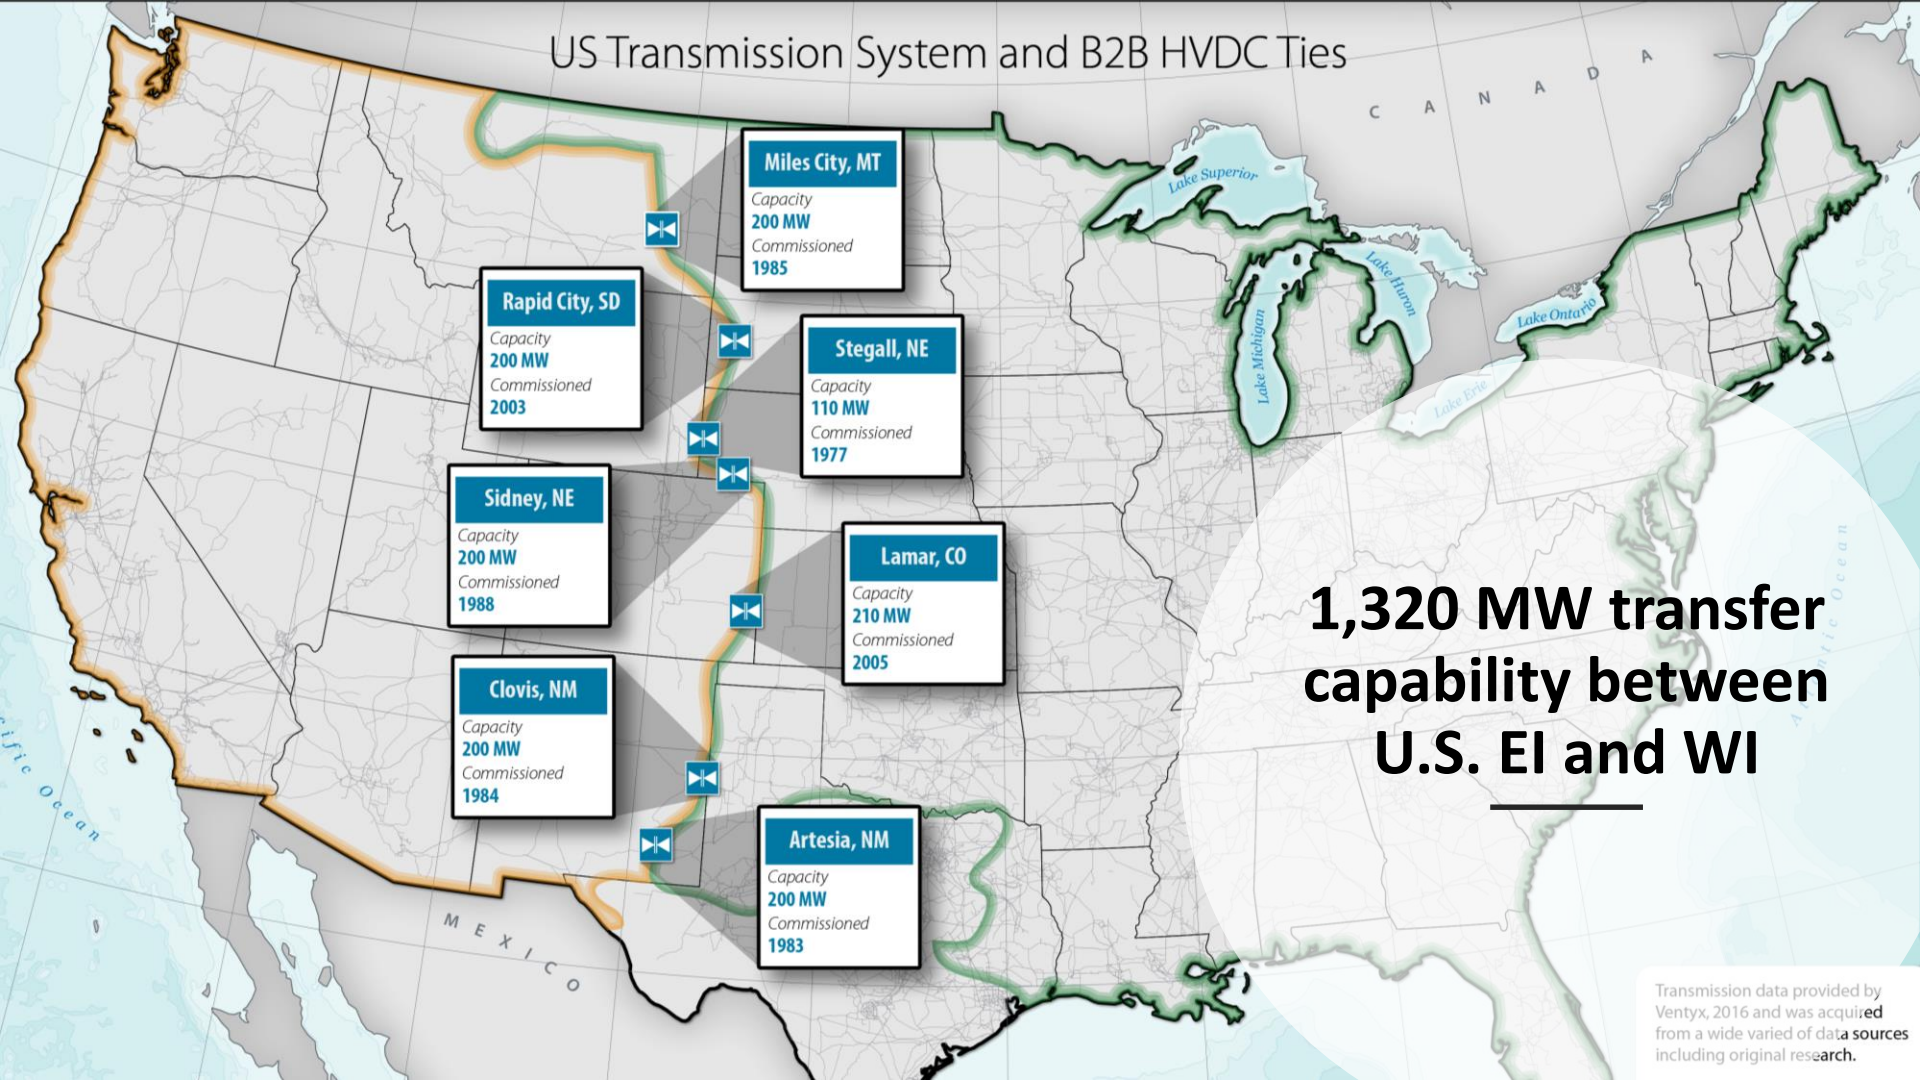 US Transmission System and B2B HVDC Ties
C A N A D A
Miles City, MT
Capacity
200 MW
Commissioned
1985
Lake Superior
Rapid City, SD
Capacity
200 MW
Commissioned
2003
Stegall, NE
Capacity
110 MW
Commissioned
1977
Lake Michigan
Lake Huron
Lake Ontario
Lake Erie
Sidney, NE
Capacity
200 MW
Commissioned
1988
Lamar, CO
Capacity
210 MW
Commissioned
2005
Clovis, NM
Capacity
200 MW
Commissioned
1984
Artesia, NM
Capacity
200 MW
Commissioned
1983
1,320 MW transfer
capability between
U.S. EI and WI
Atlantic Ocean
ific Ocean
MEXICO
Transmission data provided by
Ventyx, 2016 and was acquired
from a wide varied of data sources
including original research.